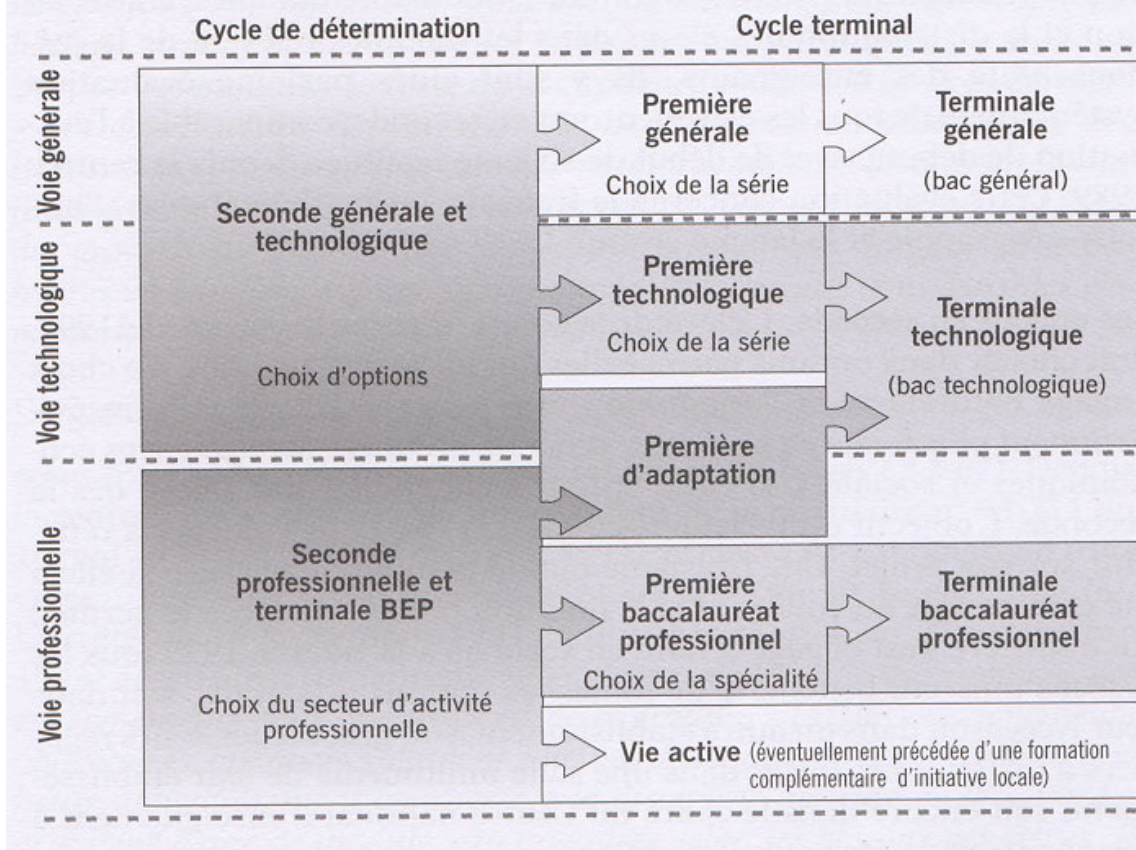 Cycle de détermination
Cycle terminal
Voie générale
Voie technologique
Voie professionnelle
Seconde générale et
technologique
Choix d'options
Première
générale
Choix de la série
Terminale
générale
(bac général)
Première
technologique
Choix de la série
Terminale
technologique
(bac technologique)
Première
d'adaptation
Seconde
professionnelle et
terminale BEP
Choix du secteur d'activité
professionnelle
Première
baccalauréat
professionnel
Choix de la spécialité
Terminale
baccalauréat
professionnel
Vie active (éventuellement précédée d'une formation
complémentaire d'initiative locale)